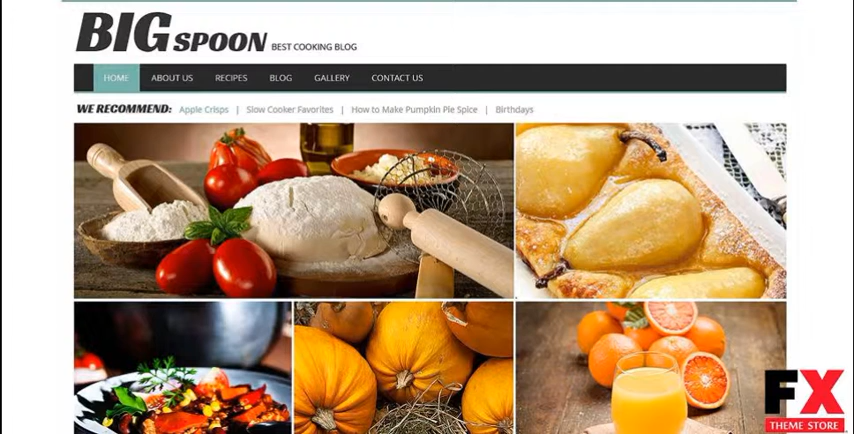 BIG SPOON BEST COOKING BLOG
HOME ABOUT US RECIPES BLOG GALLERY CONTACT US
WE RECOMMEND: Apple Crisps | Slow Cooker Favorites | How to Make Pumpkin Pie Spice | Birthdays
FX
THEME STORE